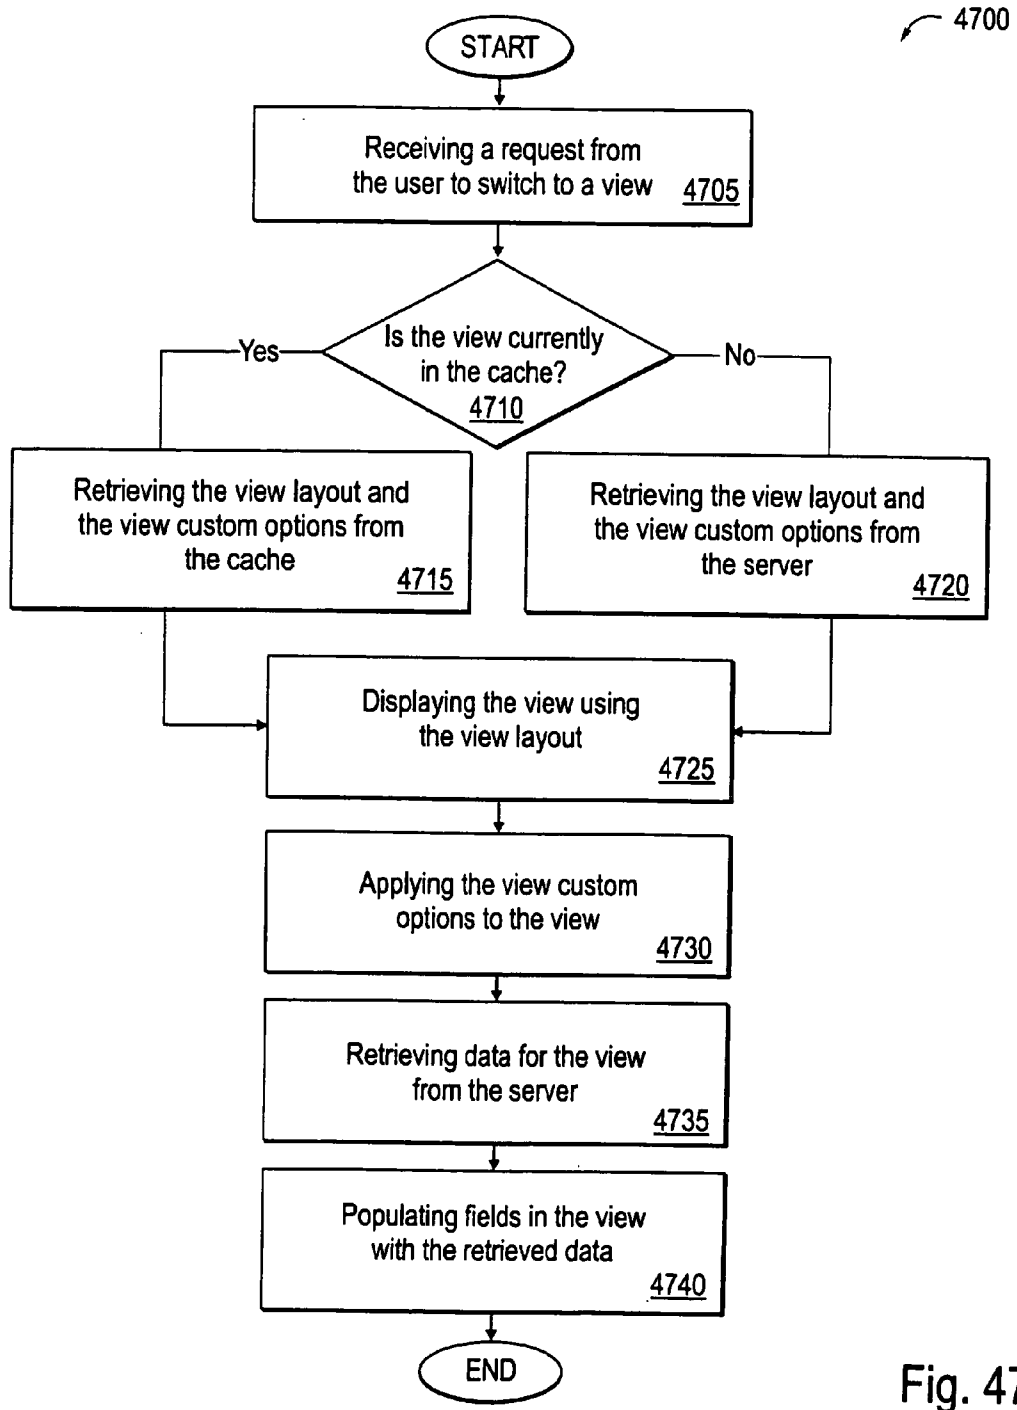 4700
START
Receiving a request from
the user to switch to a view
4705
Is the view currently
in the cache?
4710
Yes
No
Retrieving the view layout and
the view custom options from
the cache
4715
Retrieving the view layout and
the view custom options from
the server
4720
Displaying the view using
the view layout
4725
Applying the view custom
options to the view
4730
Retrieving data for the view
from the server
4735
Populating fields in the view
with the retrieved data
4740
END
Fig. 47